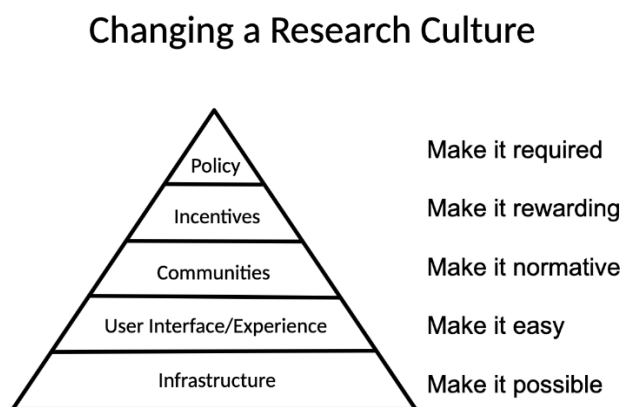 Changing a Research Culture
Policy
Make it required
Incentives
Make it rewarding
Communities
Make it normative
User Interface/Experience
Make it easy
Infrastructure
Make it possible